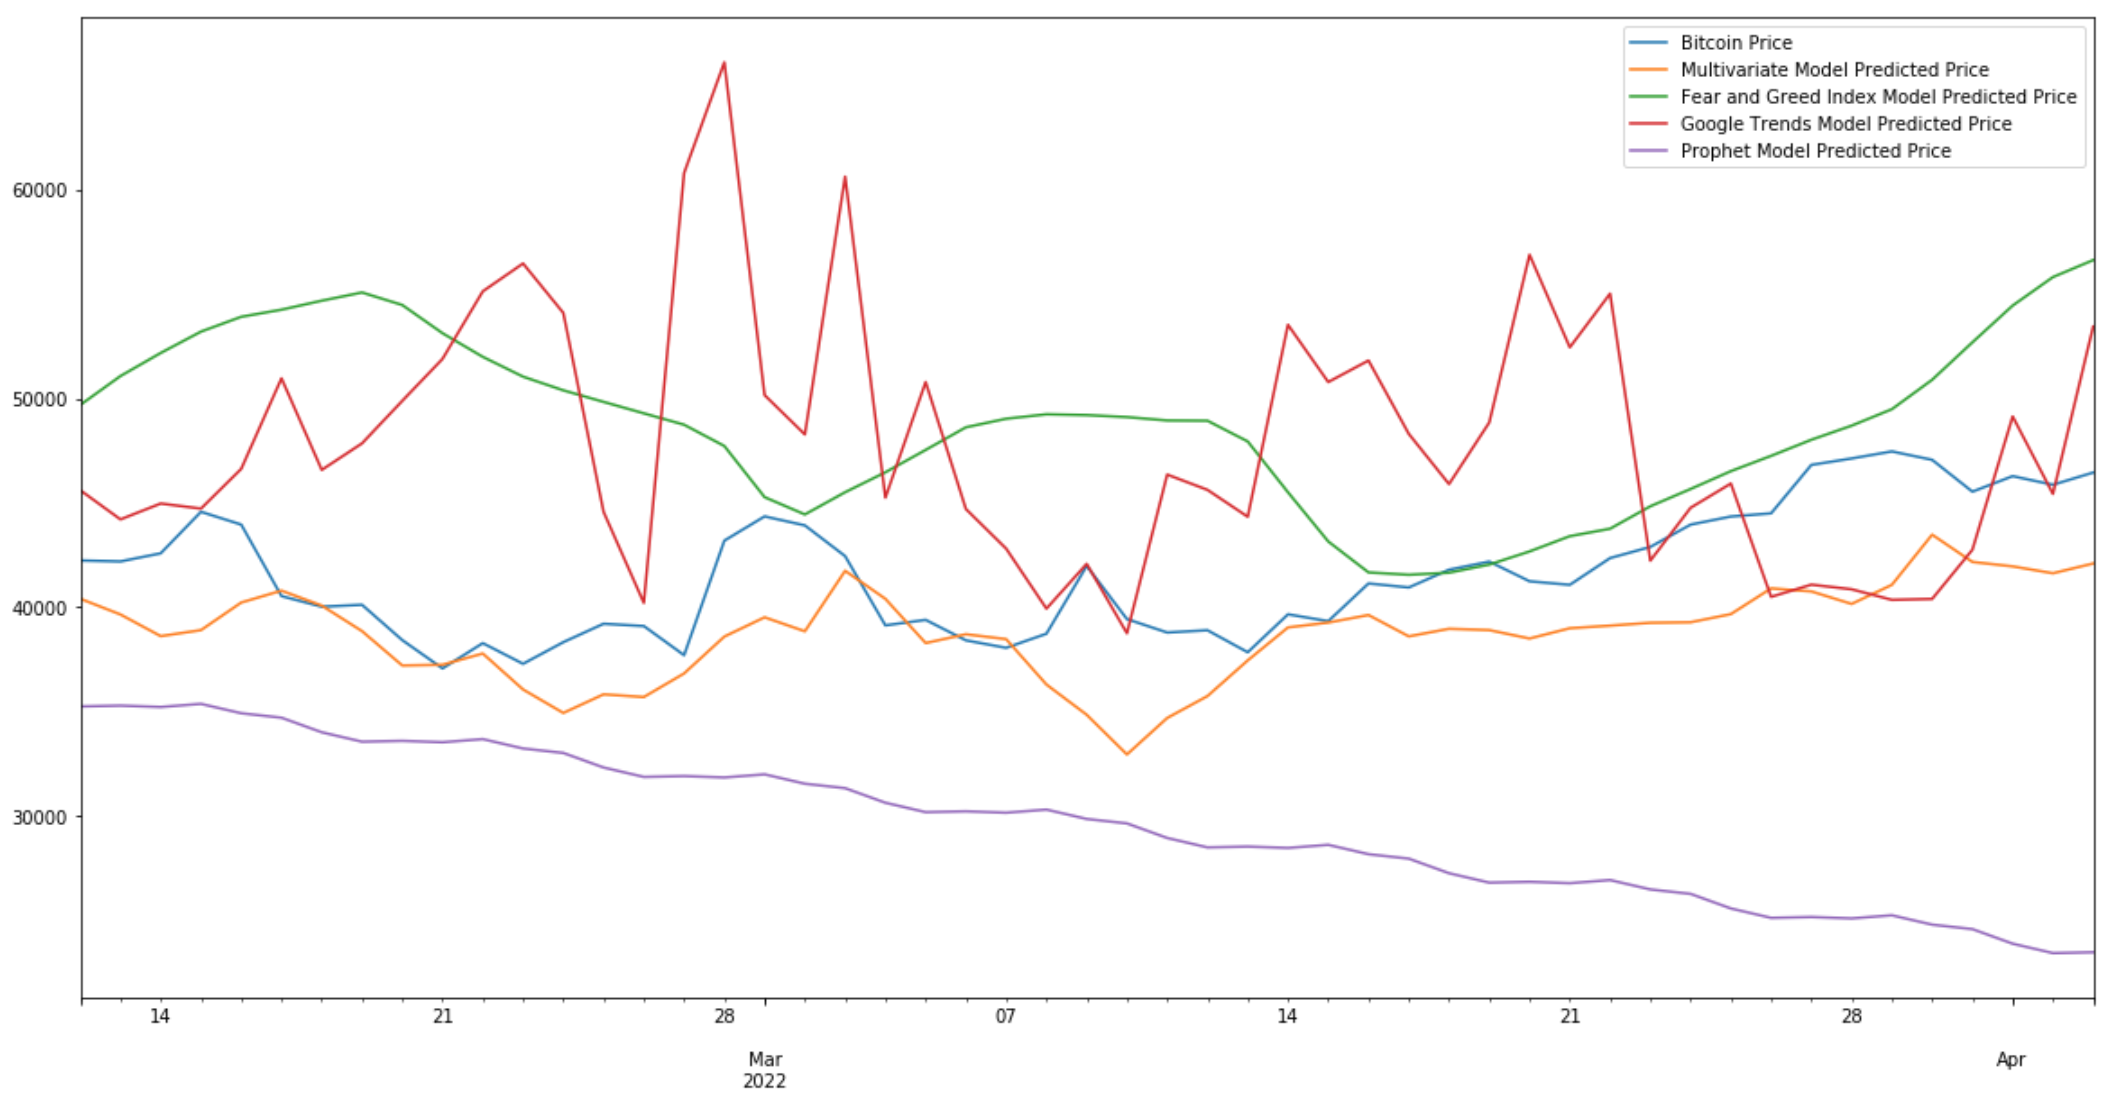 Bitcoin Price
Multivariate Model Predicted Price
Fear and Greed Index Model Predicted Price
Google Trends Model Predicted Price
Prophet Model Predicted Price
60000
50000
40000
30000
14 21 28 07 14 21 28
Mar Apr
2022